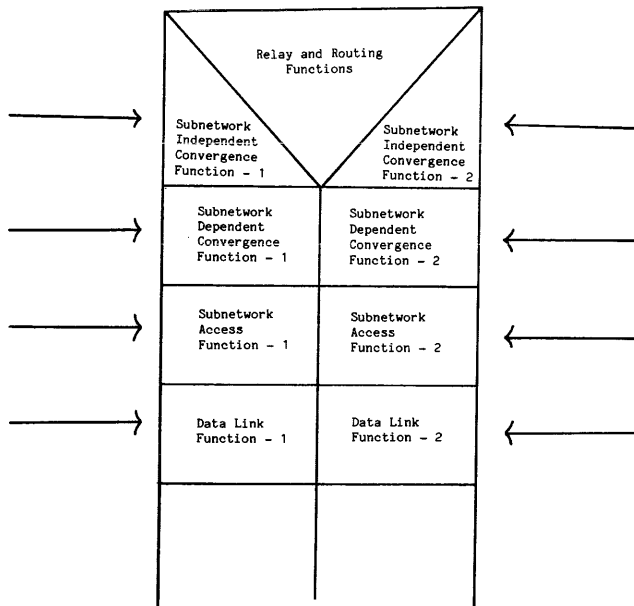 Relay and Routing
Functions
Subnetwork
Independent
Convergence
Function - 1
Subnetwork
Independent
Convergence
Function - 2
Subnetwork
Dependent
Convergence
Function - 1
Subnetwork
Dependent
Convergence
Function - 2
Subnetwork
Access
Function - 1
Subnetwork
Access
Function - 2
Data Link
Function - 1
Data Link
Function - 2